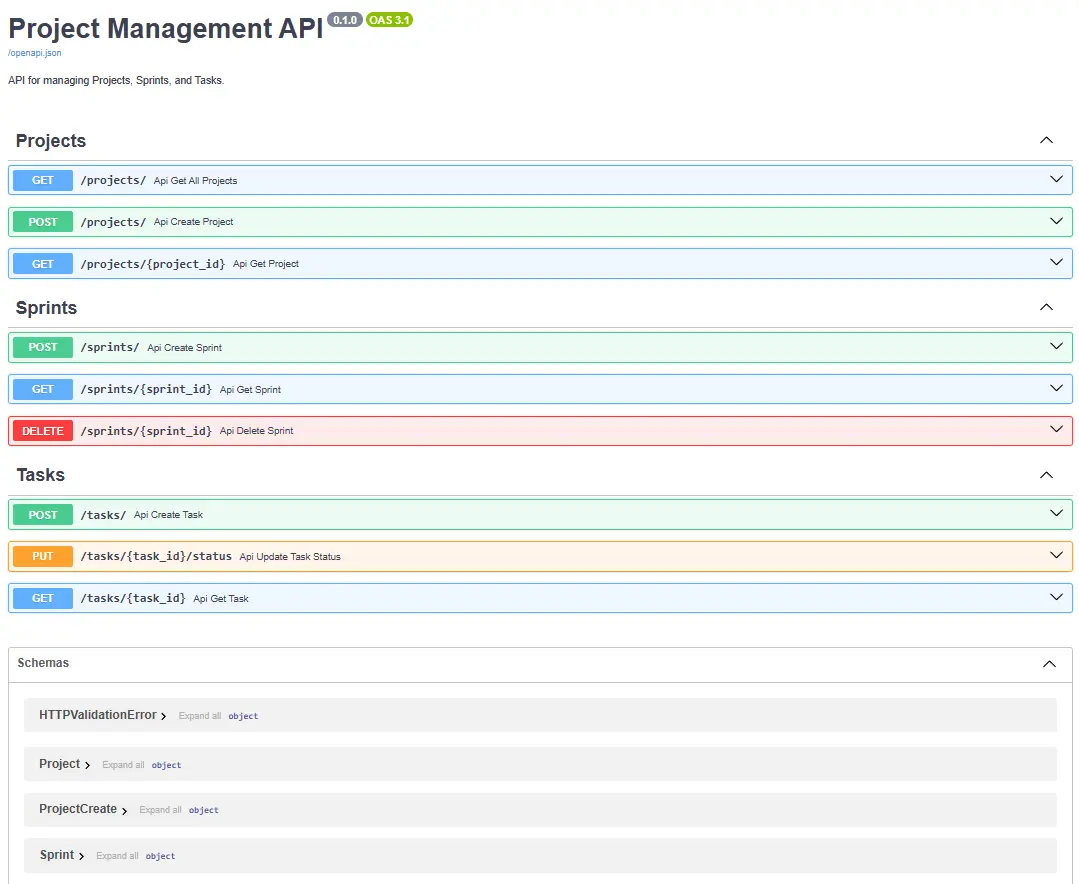 Project Management API 0.1.0 OAS 3.1
/openapi.json
API for managing Projects, Sprints, and Tasks.
Projects
GET /projects/ Api Get All Projects
POST /projects/ Api Create Project
GET /projects/{project_id} Api Get Project
Sprints
POST /sprints/ Api Create Sprint
GET /sprints/{sprint_id} Api Get Sprint
DELETE /sprints/{sprint_id} Api Delete Sprint
Tasks
POST /tasks/ Api Create Task
PUT /tasks/{task_id}/status Api Update Task Status
GET /tasks/{task_id} Api Get Task
Schemas
HTTPValidationError Expand all object
Project Expand all object
ProjectCreate Expand all object
Sprint Expand all object